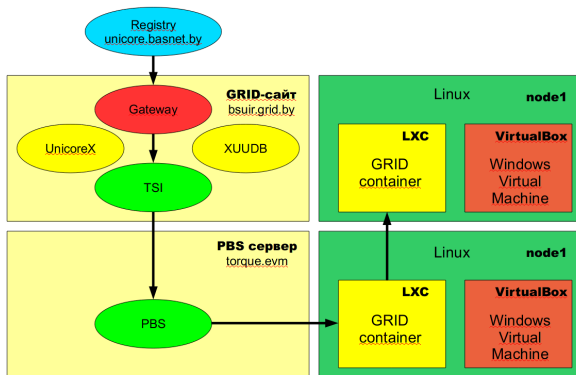 Registry
unicore.basnet.by
GRID-сайт
bsuir.grid.by
Gateway
UnicoreX
XUUDB
TSI
Linux
node1
LXC
GRID
container
VirtualBox
Windows
Virtual
Machine
PBS сервер
torque.evm
PBS
Linux
node1
LXC
GRID
container
VirtualBox
Windows
Virtual
Machine